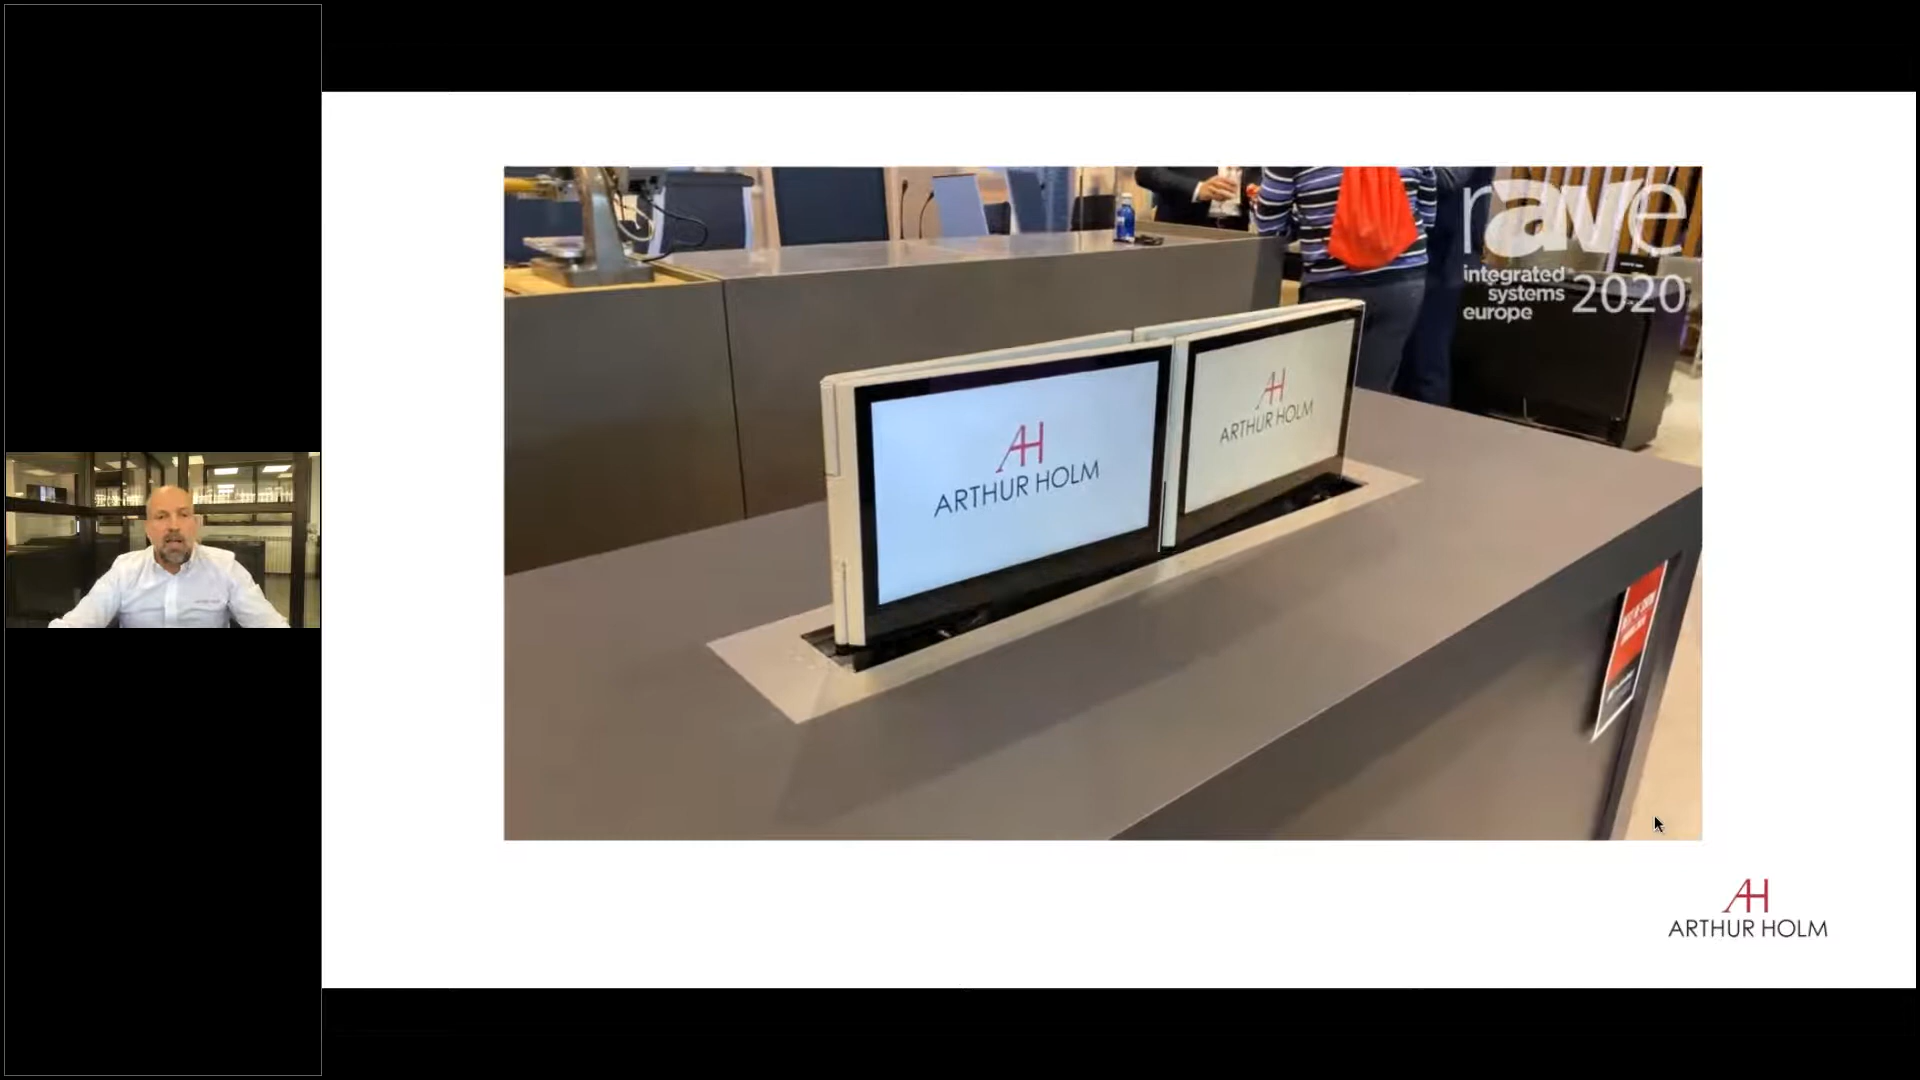 rave
integrated
systems
europe
2020
AH
ARTHUR HOLM
AH
ARTHUR HOLM
AH
ARTHUR HOLM